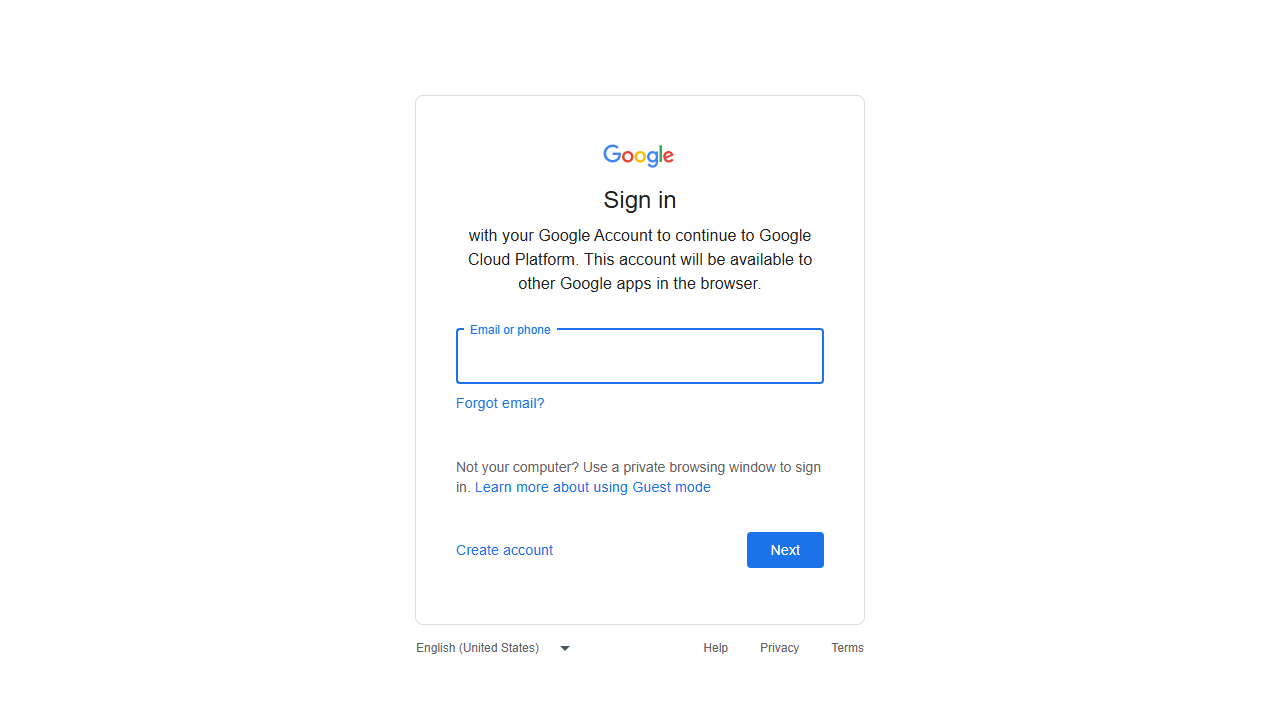 Google
Sign in
with your Google Account to continue to Google
Cloud Platform. This account will be available to
other Google apps in the browser.
Email or phone
Forgot email?
Not your computer? Use a private browsing window to sign
in. Learn more about using Guest mode
Create account
Next
English (United States)
Help
Privacy
Terms